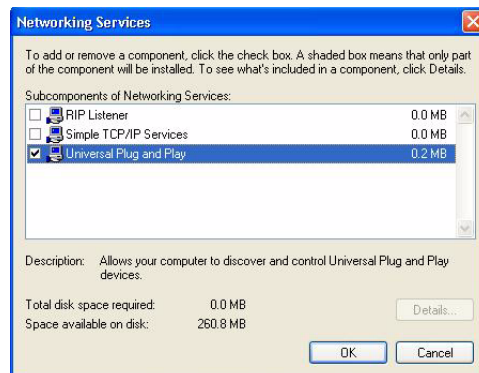 Networking Services
To add or remove a component, click the check box. A shaded box means that only part
of the component will be installed. To see what's included in a component, click Details.
Subcomponents of Networking Services:
RIP Listener 0.0 MB
Simple TCP/IP Services 0.0 MB
Universal Plug and Play 0.2 MB
Description: Allows your computer to discover and control Universal Plug and Play
devices.
Total disk space required: 0.0 MB
Details...
Space available on disk: 260.8 MB
OK Cancel